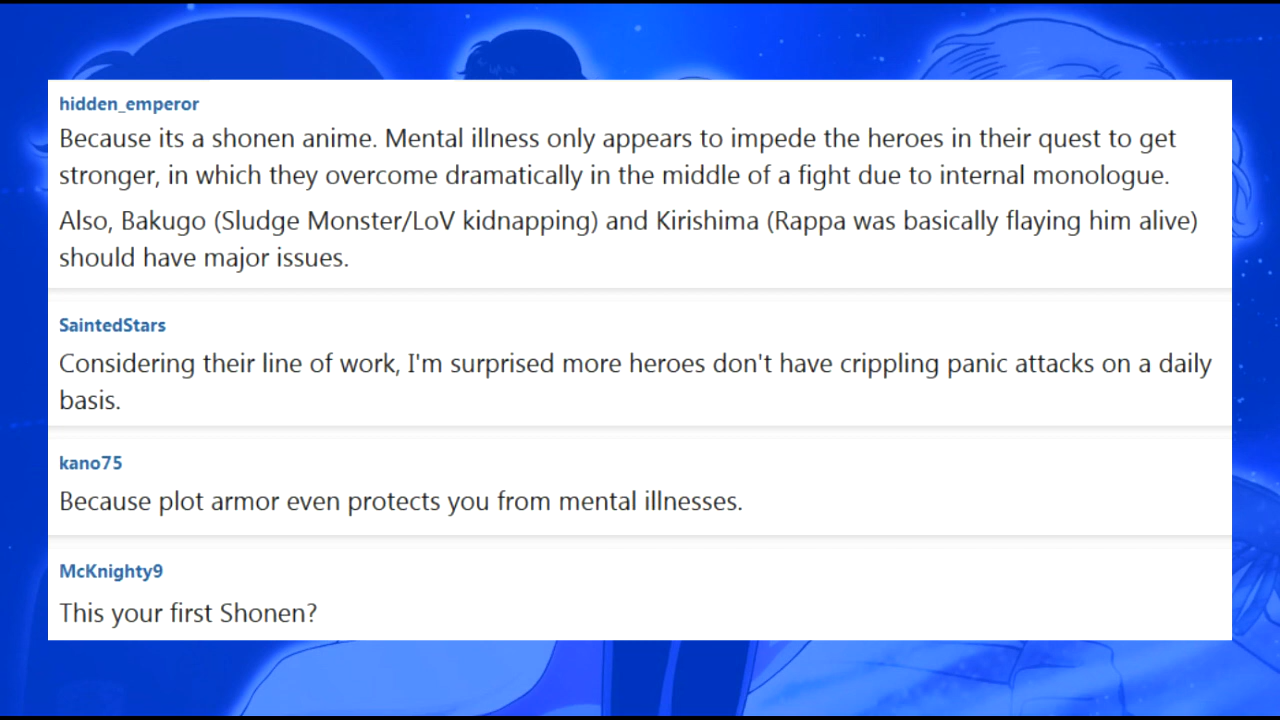 hidden_emperor
Because its a shonen anime. Mental illness only appears to impede the heroes in their quest to get
stronger, in which they overcome dramatically in the middle of a fight due to internal monologue.
Also, Bakugo (Sludge Monster/LoV kidnapping) and Kirishima (Rappa was basically flaying him alive)
should have major issues.
SaintedStars
Considering their line of work, I'm surprised more heroes don't have crippling panic attacks on a daily
basis.
kano75
Because plot armor even protects you from mental illnesses.
McKnighty9
This your first Shonen?